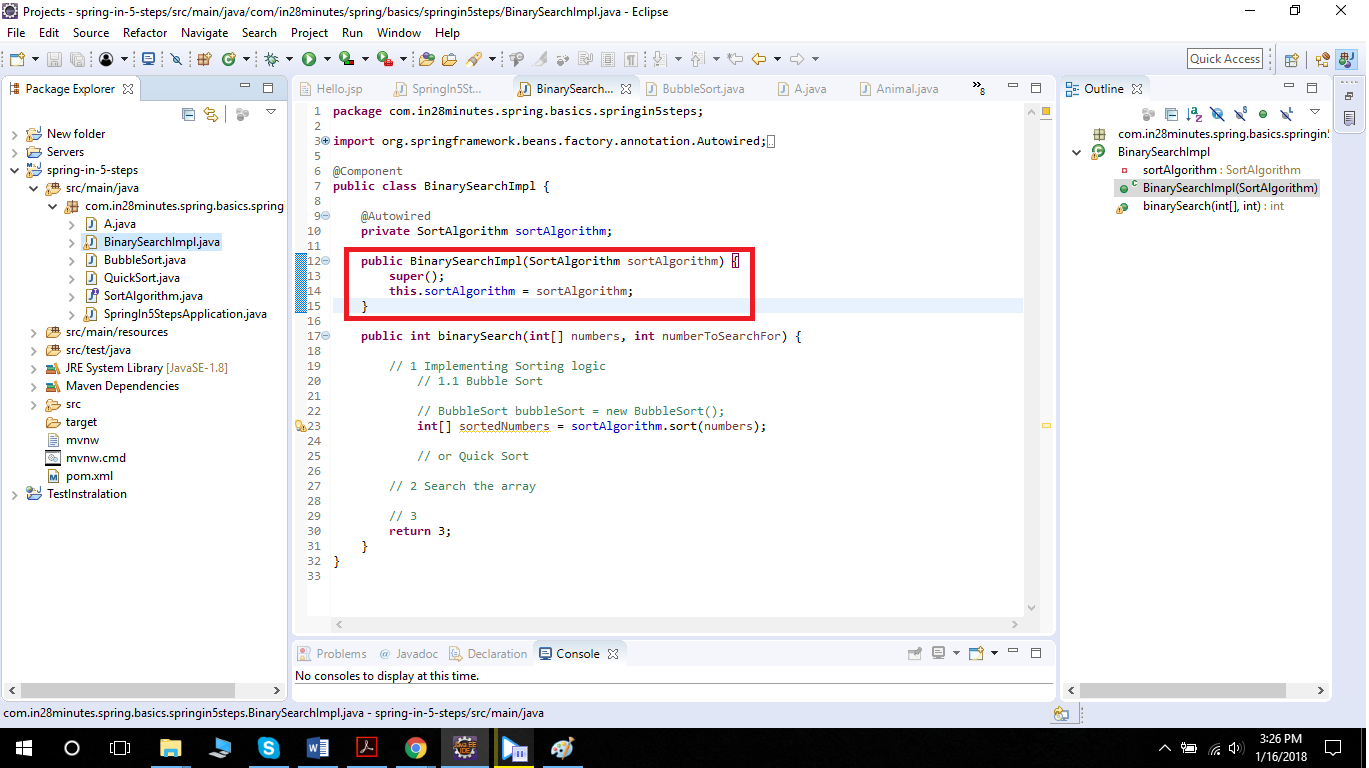 Projects - spring-in-5-steps/src/main/java/com/in28minutes/spring/basics/springin5steps/BinarySearchImpl.java - Eclipse
File Edit Source Refactor Navigate Search Project Run Window Help
Quick Access
Package Explorer
New folder
Servers
spring-in-5-steps
src/main/java
com.in28minutes.spring.basics.spring
A.java
BinarySearchImpl.java
BubbleSort.java
QuickSort.java
SortAlgorithm.java
SpringIn5StepsApplication.java
src/main/resources
src/test/java
JRE System Library [JavaSE-1.8]
Maven Dependencies
src
target
mvnw
mvnw.cmd
pom.xml
TestInstralation
Hello.jsp SpringIn5St... BinarySearch... BubbleSort.java A.java Animal.java »8
1 package com.in28minutes.spring.basics.springin5steps;
2
3 import org.springframework.beans.factory.annotation.Autowired;
5
6 @Component
7 public class BinarySearchImpl {
8
9 @Autowired
10 private SortAlgorithm sortAlgorithm;
11
12 public BinarySearchImpl(SortAlgorithm sortAlgorithm) {
13 super();
14 this.sortAlgorithm = sortAlgorithm;
15 }
16
17 public int binarySearch(int[] numbers, int numberToSearchFor) {
18
19 // 1 Implementing Sorting logic
20 // 1.1 Bubble Sort
21
22 // BubbleSort bubbleSort = new BubbleSort();
23 int[] sortedNumbers = sortAlgorithm.sort(numbers);
24
25 // or Quick Sort
26
27 // 2 Search the array
28
29 // 3
30 return 3;
31 }
32 }
33
Outline
com.in28minutes.spring.basics.springin
BinarySearchImpl
sortAlgorithm : SortAlgorithm
BinarySearchImpl(SortAlgorithm)
binarySearch(int[], int) : int
Problems @ Javadoc Declaration Console
No consoles to display at this time.
com.in28minutes.spring.basics.springin5steps.BinarySearchImpl.java - spring-in-5-steps/src/main/java
3:26 PM
1/16/2018